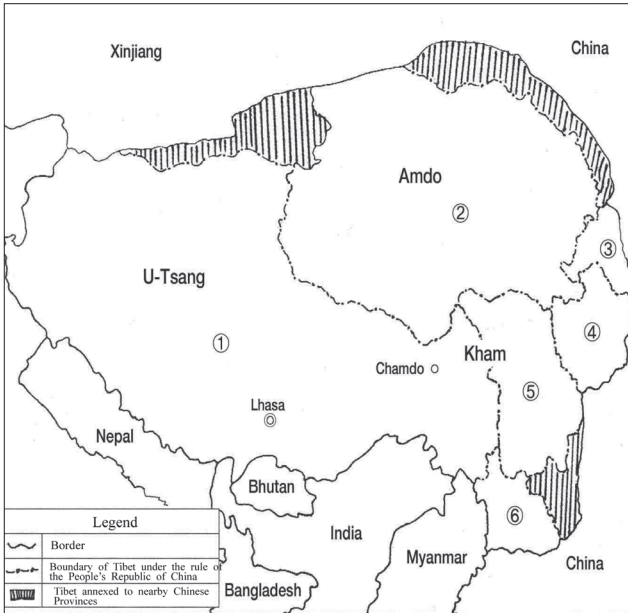 Xinjiang
China
Amdo
②
③
U-Tsang
①
④
Chamdo
Kham
⑤
Lhasa
Nepal
Bhutan
⑥
India
Myanmar
China
Bangladesh
Legend
Border
Boundary of Tibet under the rule of
the People's Republic of China
Tibet annexed to nearby Chinese
Provinces